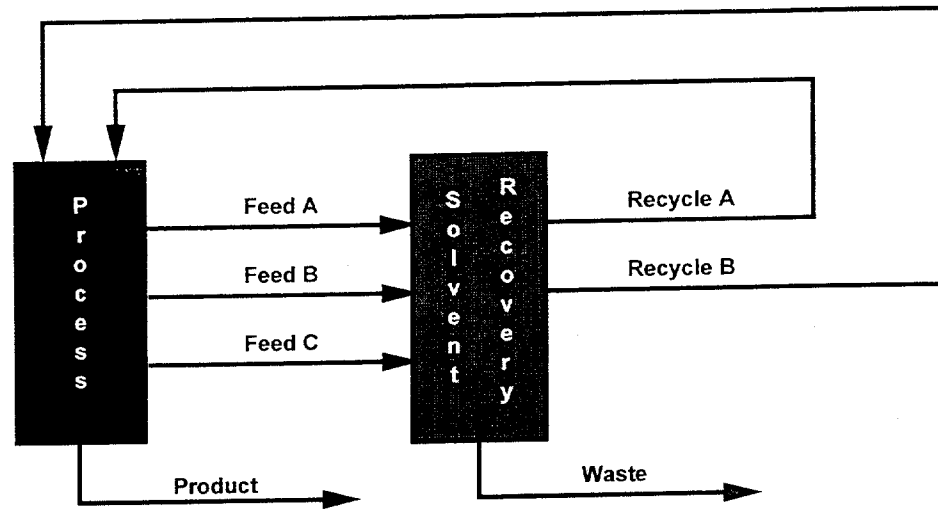 Process
Feed A
Feed B
Feed C
Solvent
Recovery
Recycle A
Recycle B
Product
Waste